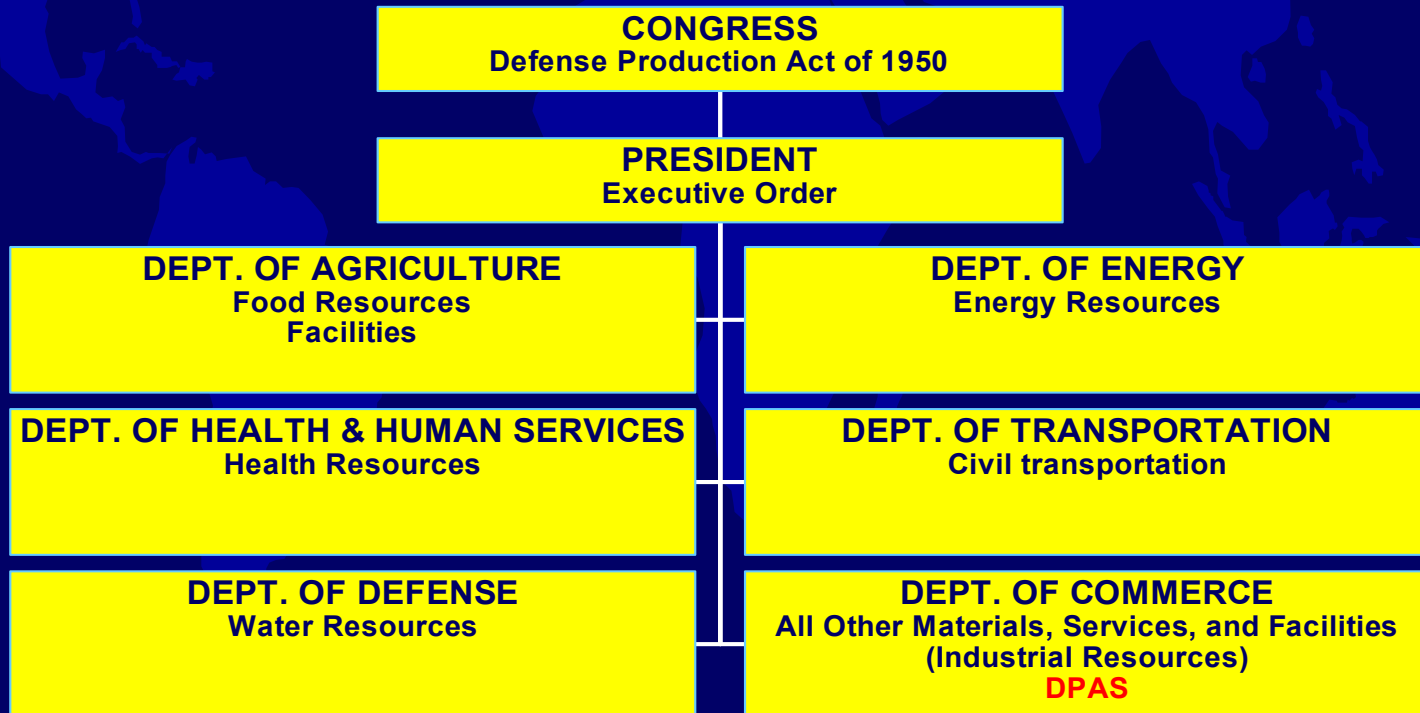 CONGRESS
Defense Production Act of 1950
PRESIDENT
Executive Order
DEPT. OF AGRICULTURE
Food Resources
Facilities
DEPT. OF ENERGY
Energy Resources
DEPT. OF HEALTH & HUMAN SERVICES
Health Resources
DEPT. OF TRANSPORTATION
Civil transportation
DEPT. OF DEFENSE
Water Resources
DEPT. OF COMMERCE
All Other Materials, Services, and Facilities
(Industrial Resources)
DPAS